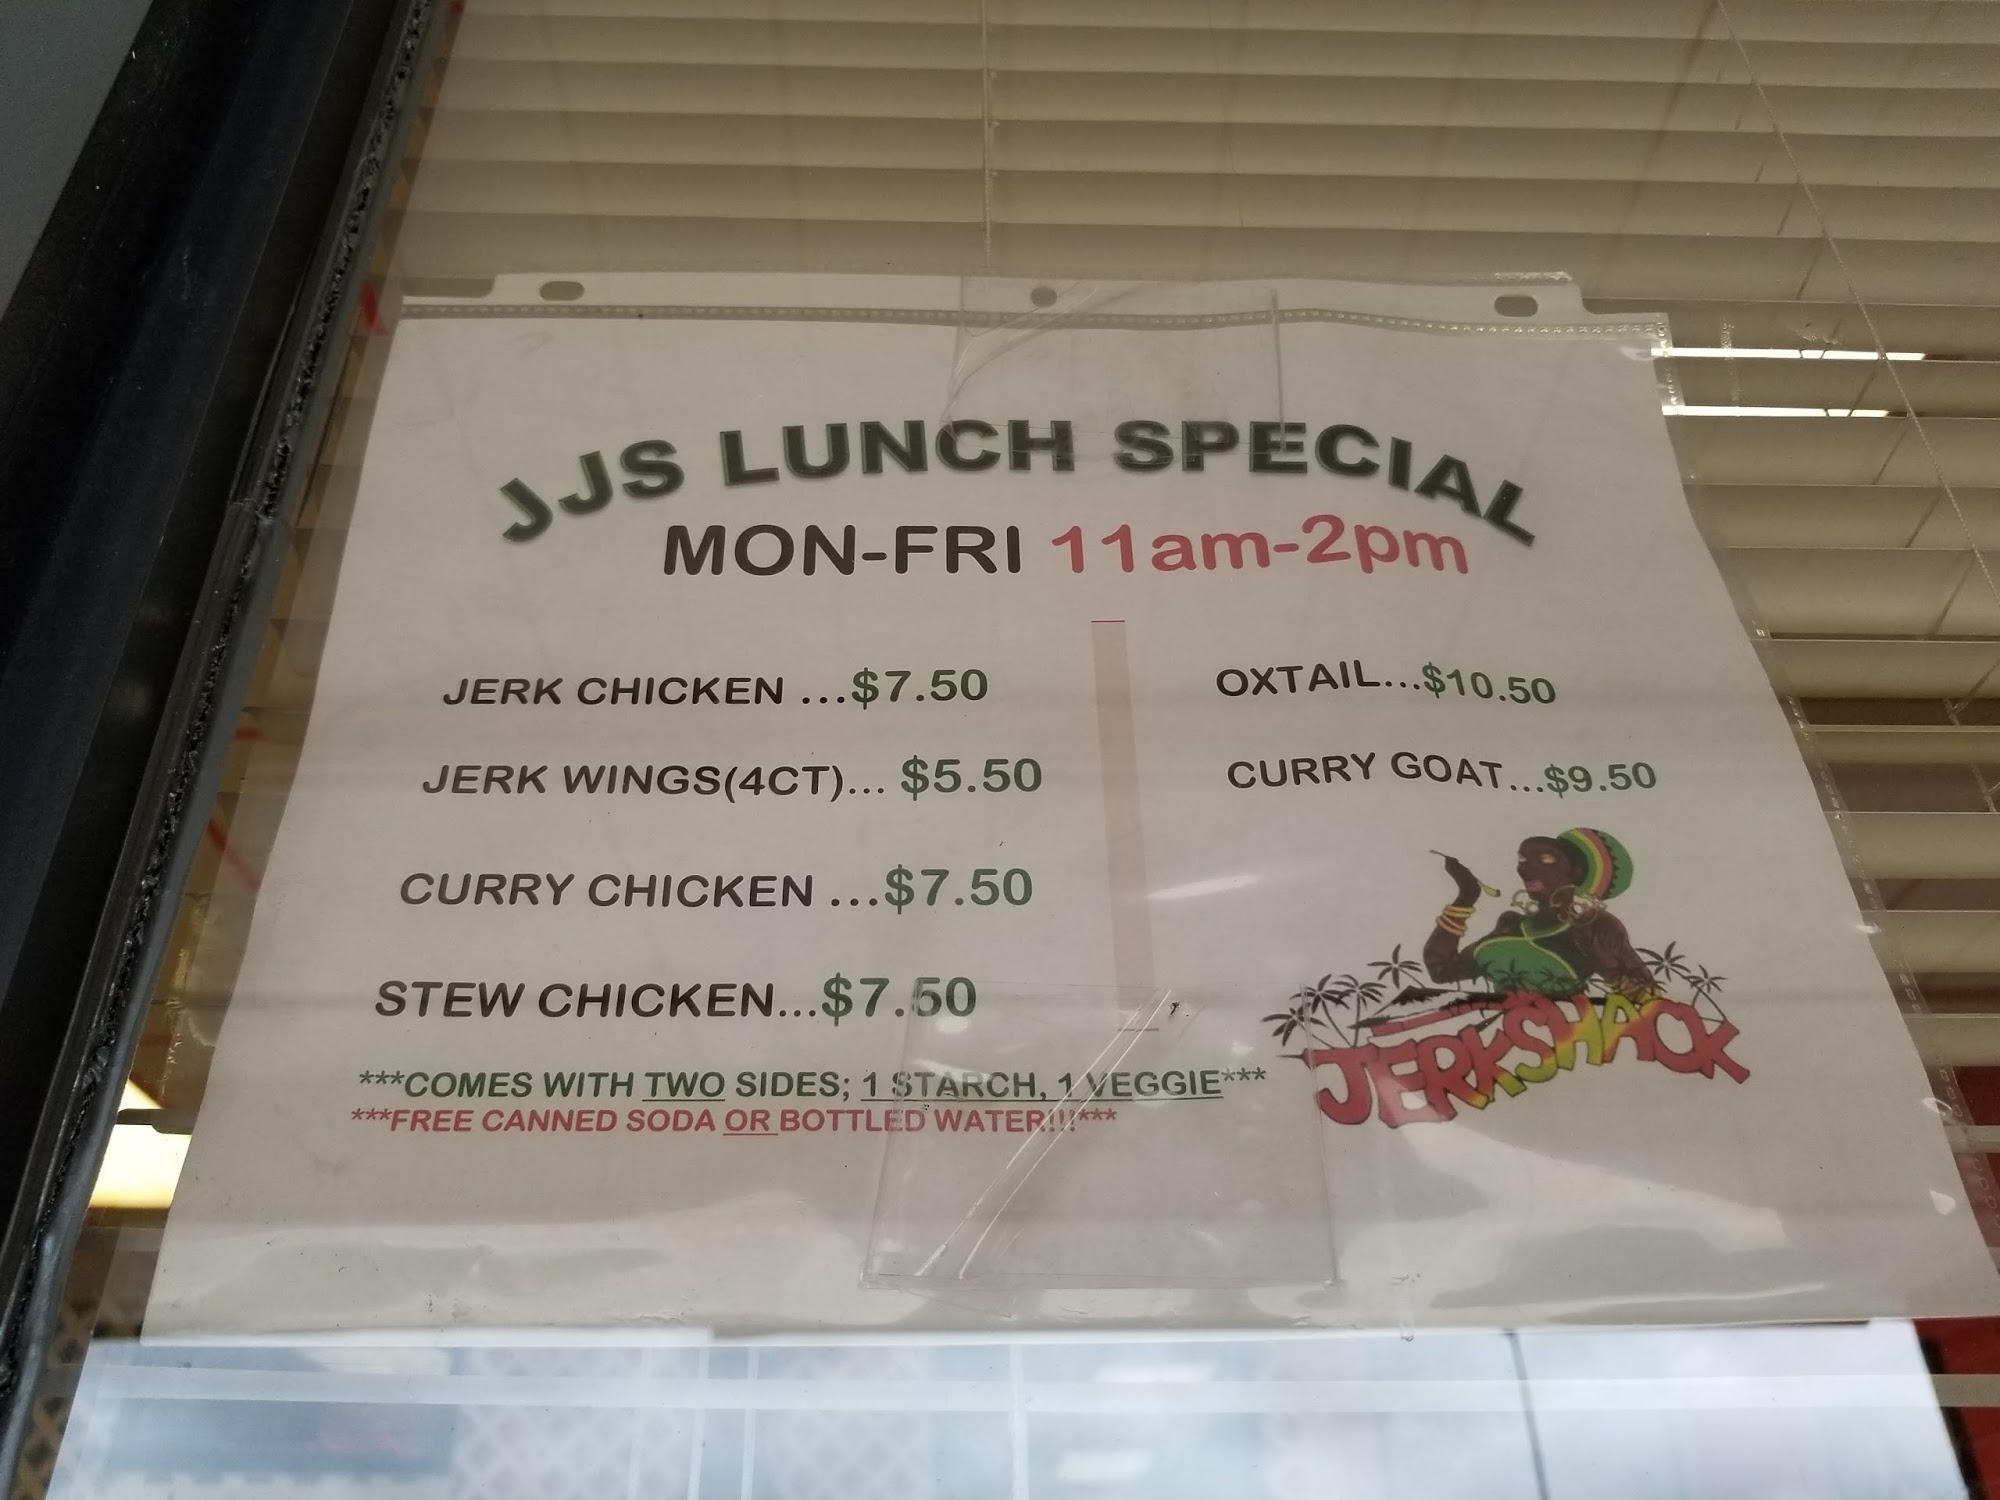 JJS LUNCH SPECIAL
MON-FRI 11am-2pm
JERK CHICKEN ...$7.50
JERK WINGS(4CT)... $5.50
CURRY CHICKEN ...$7.50
STEW CHICKEN...$7.50
OXTAIL...$10.50
CURRY GOAT...$9.50
***COMES WITH TWO SIDES; 1 STARCH, 1 VEGGIE***
***FREE CANNED SODA OR BOTTLED WATER!!!***
JERKSHACK